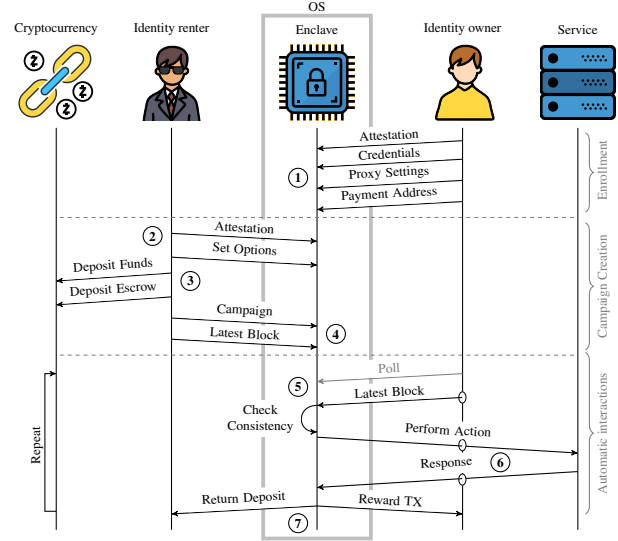 OS
Cryptocurrency
Identity renter
Enclave
Identity owner
Service
Attestation
Credentials
Proxy Settings
Payment Address
1
Enrollment
2
Attestation
Set Options
Deposit Funds
3
Deposit Escrow
Campaign
Latest Block
4
Campaign Creation
Poll
5
Latest Block
Check
Consistency
Perform Action
Response
6
Repeat
Return Deposit
Reward TX
7
Automatic interactions